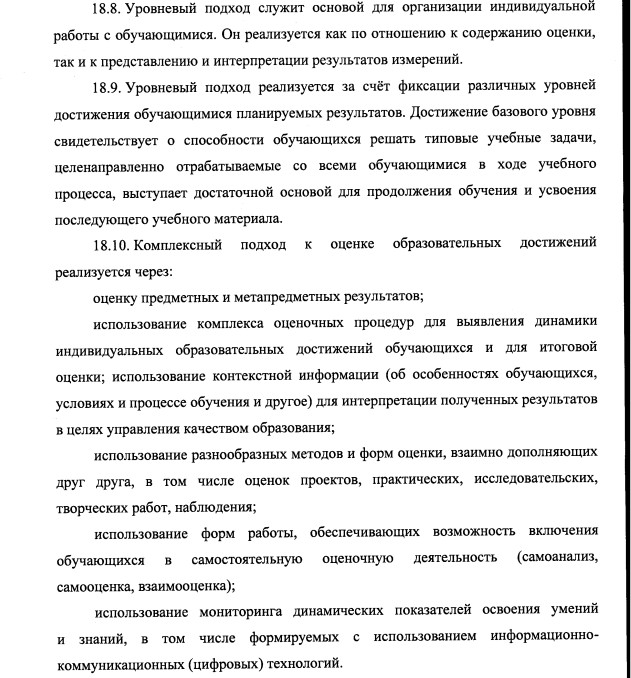 18.8. Уровневый подход служит основой для организации индивидуальной
работы с обучающимися. Он реализуется как по отношению к содержанию оценки,
так и к представлению и интерпретации результатов измерений.
18.9. Уровневый подход реализуется за счёт фиксации различных уровней
достижения обучающимися планируемых результатов. Достижение базового уровня
свидетельствует о способности обучающихся решать типовые учебные задачи,
целенаправленно отрабатываемые со всеми обучающимися в ходе учебного
процесса, выступает достаточной основой для продолжения обучения и усвоения
последующего учебного материала.
18.10. Комплексный подход к оценке образовательных достижений
реализуется через:
оценку предметных и метапредметных результатов;
использование комплекса оценочных процедур для выявления динамики
индивидуальных образовательных достижений обучающихся и для итоговой
оценки; использование контекстной информации (об особенностях обучающихся,
условиях и процессе обучения и другое) для интерпретации полученных результатов
в целях управления качеством образования;
использование разнообразных методов и форм оценки, взаимно дополняющих
друг друга, в том числе оценок проектов, практических, исследовательских,
творческих работ, наблюдения;
использование форм работы, обеспечивающих возможность включения
обучающихся в самостоятельную оценочную деятельность (самоанализ,
самооценка, взаимооценка);
использование мониторинга динамических показателей освоения умений
и знаний, в том числе формируемых с использованием информационно-
коммуникационных (цифровых) технологий.